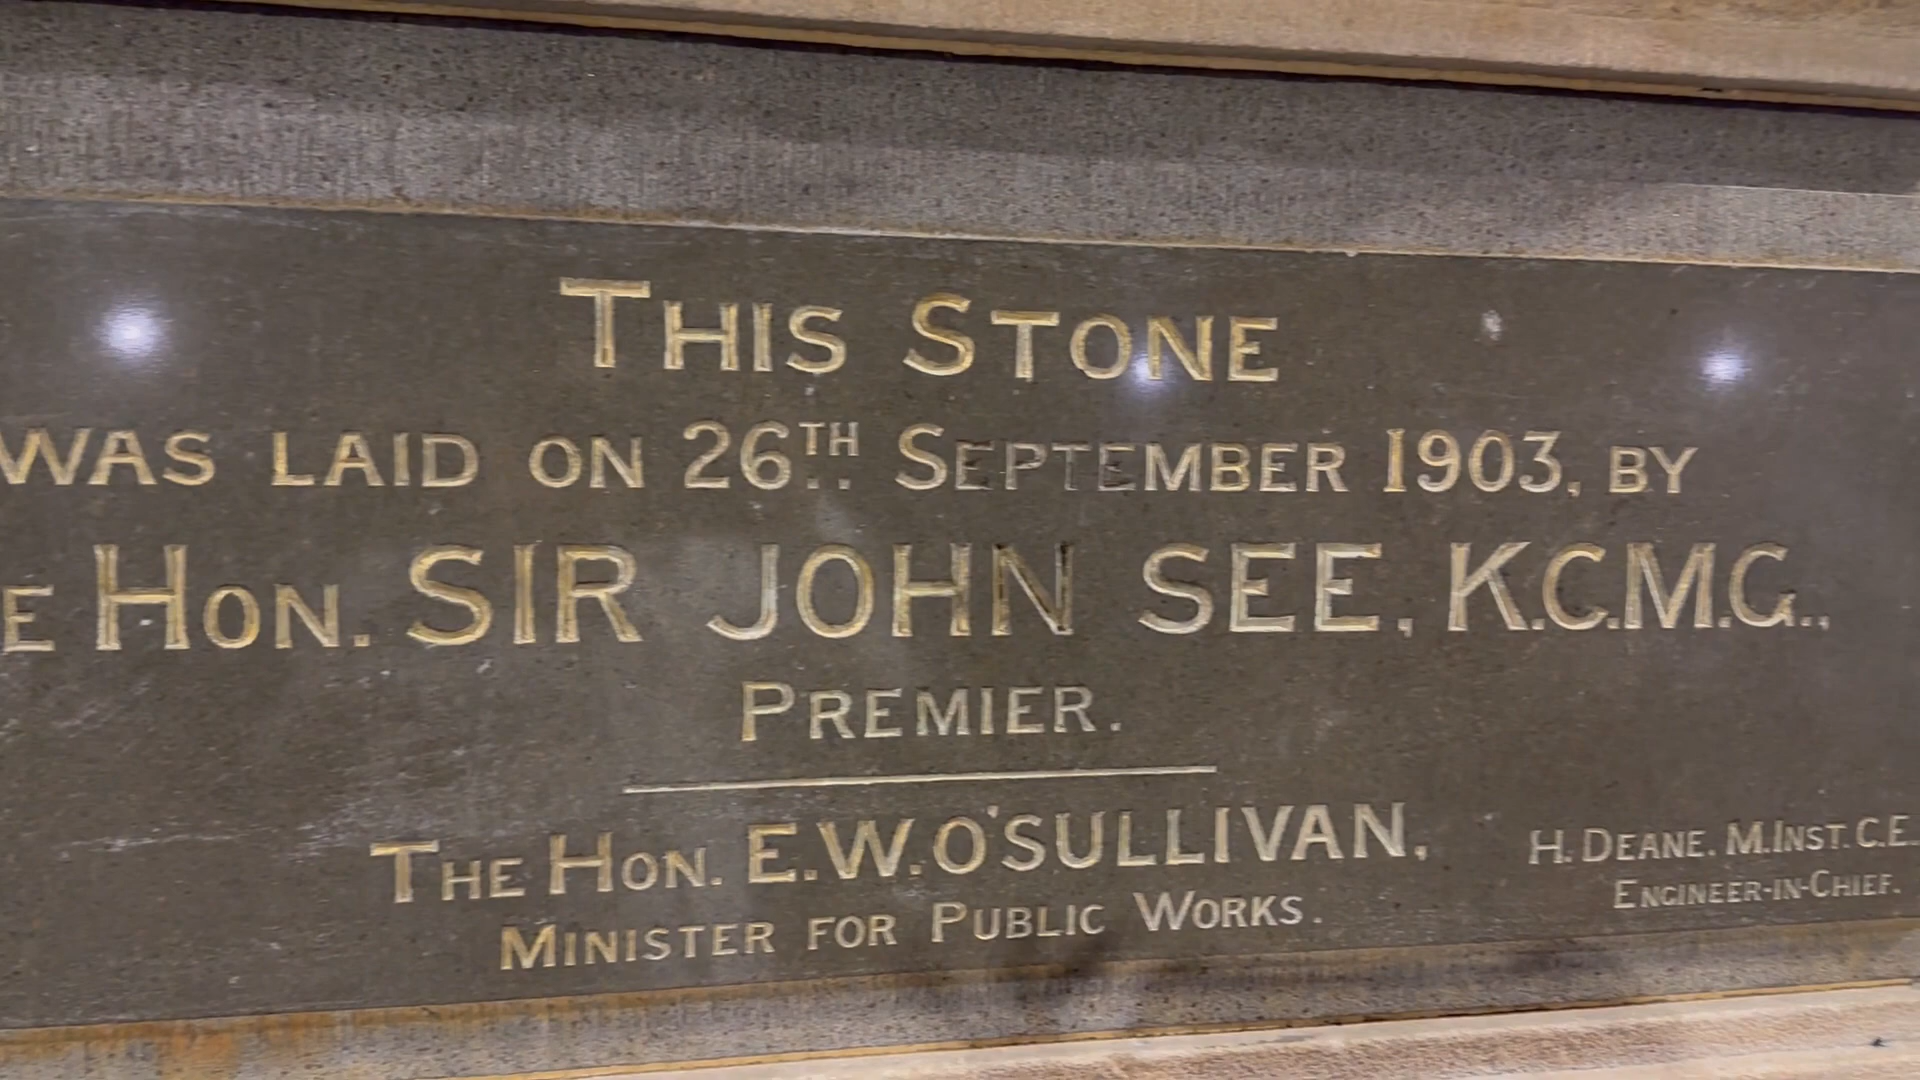 THIS STONE
WAS LAID ON 26TH. SEPTEMBER 1903, BY
E HON. SIR JOHN SEE, K.C.M.G.,
PREMIER.
THE HON. E.W. O'SULLIVAN,
MINISTER FOR PUBLIC WORKS.
H. DEANE. M.INST.C.E.
ENGINEER-IN-CHIEF.